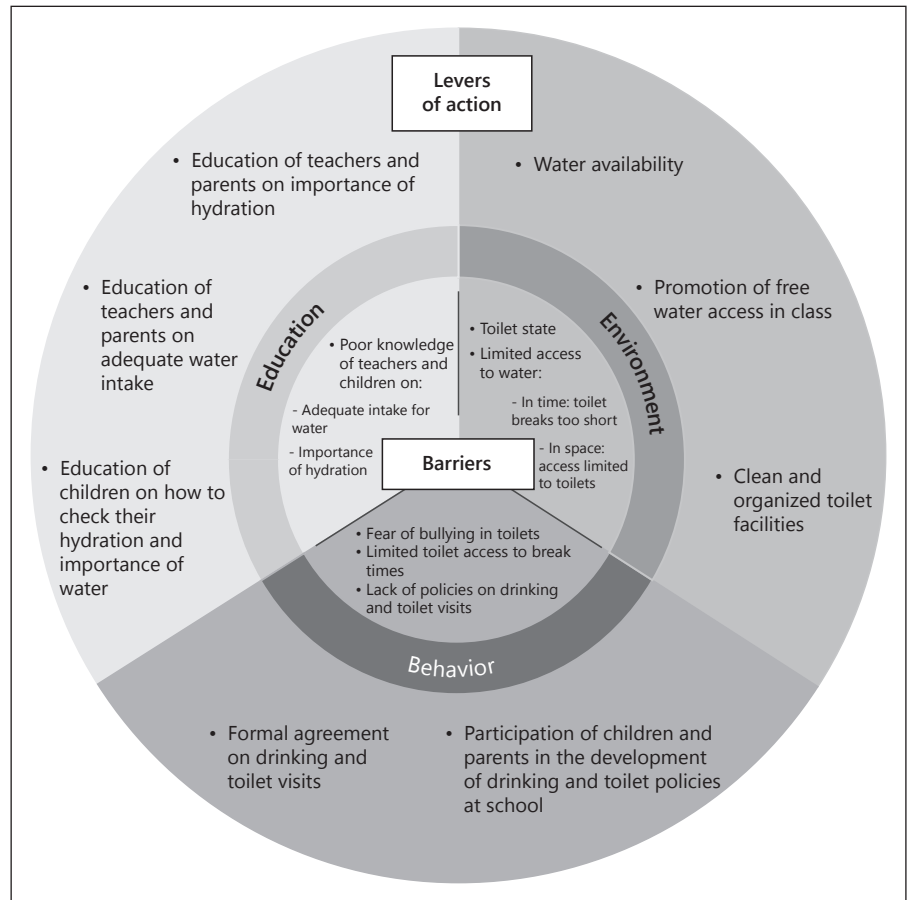 Levers
of action
• Education of teachers and
parents on importance of
hydration
• Education of
teachers and
parents on
adequate water
intake
• Education of
children on how to
check their
hydration and
importance of
water
• Water availability
• Promotion of free
water access in class
• Clean and
organized toilet
facilities
Education
Environment
Behavior
• Poor knowledge
of teachers and
children on:
- Adequate intake for
water
- Importance
of hydration
• Toilet state
• Limited access
to water:
- In time: toilet
breaks too short
- In space:
access limited
to toilets
Barriers
• Fear of bullying in toilets
• Limited toilet access to break
times
• Lack of policies on drinking
and toilet visits
• Formal agreement
on drinking and
toilet visits
• Participation of children and
parents in the development
of drinking and toilet policies
at school